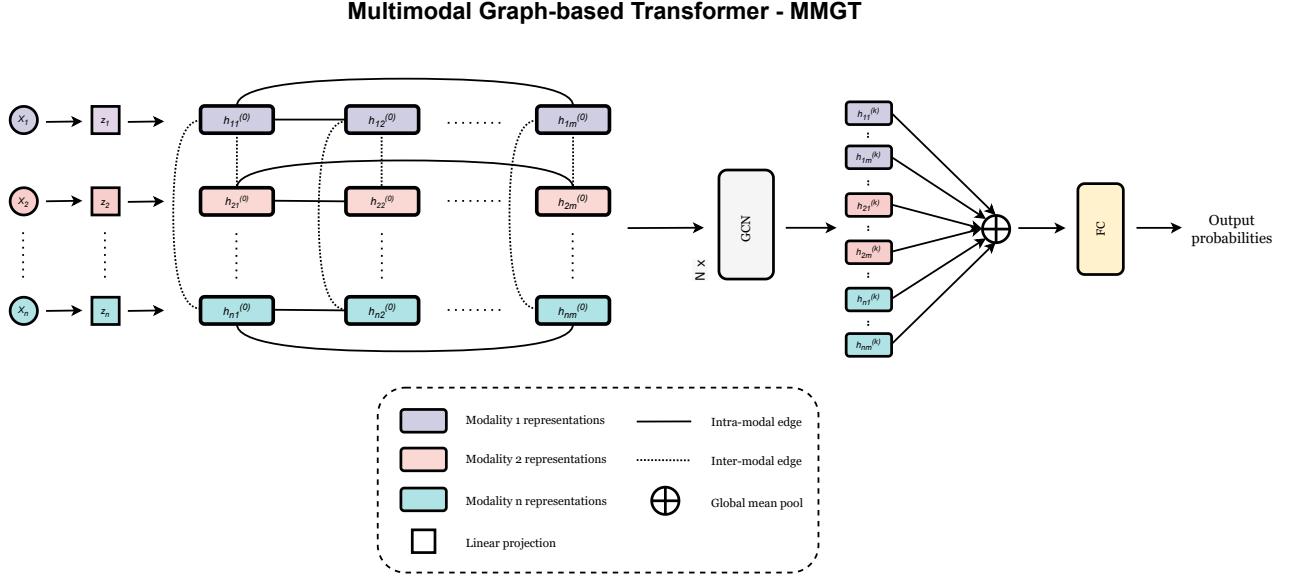 Multimodal Graph-based Transformer - MMGT
X₁ z₁ h₁₁⁽⁰⁾ h₁₂⁽⁰⁾ ........ h₁ₘ⁽⁰⁾
X₂ z₂ h₂₁⁽⁰⁾ h₂₂⁽⁰⁾ h₂ₘ⁽⁰⁾
Xₙ zₙ hₙ₁⁽⁰⁾ hₙ₂⁽⁰⁾ ........ hₙₘ⁽⁰⁾
N x
GCN
h₁₁⁽ᵏ⁾
:
h₁ₘ⁽ᵏ⁾
:
h₂₁⁽ᵏ⁾
:
h₂ₘ⁽ᵏ⁾
:
hₙ₁⁽ᵏ⁾
:
hₙₘ⁽ᵏ⁾
FC
Output
probabilities
Modality 1 representations
Modality 2 representations
Modality n representations
Linear projection
Intra-modal edge
Inter-modal edge
Global mean pool